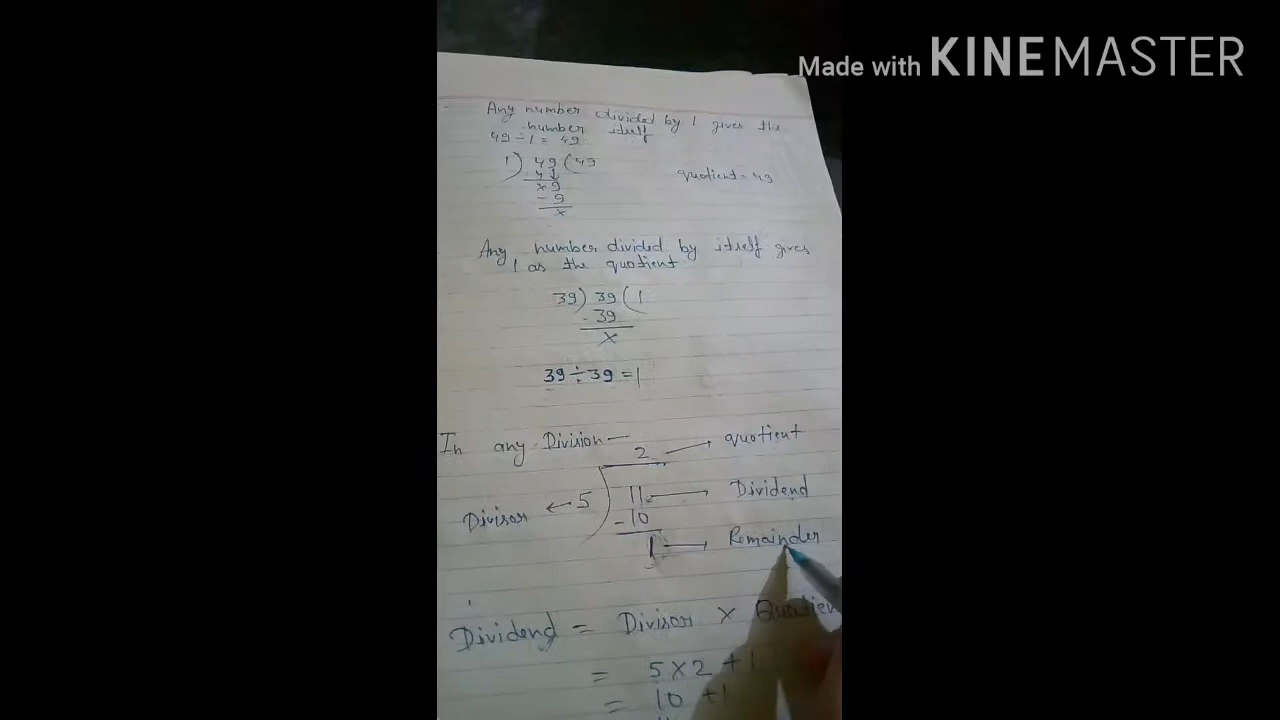 Made with KINEMASTER
Any number divided by 1 gives the
number itself
49 ÷ 1 = 49
1) 49 (49
- 4↓
x 9
- 9
x
quotient = 49
Any number divided by itself gives
1 as the quotient
39) 39 (1
- 39
x
39 ÷ 39 = 1
In any Division —
2 → quotient
Divisor ← 5 ) 11 → Dividend
- 10
1 → Remainder
Dividend = Divisor × Quotien
= 5 × 2 + 1
= 10 + 1